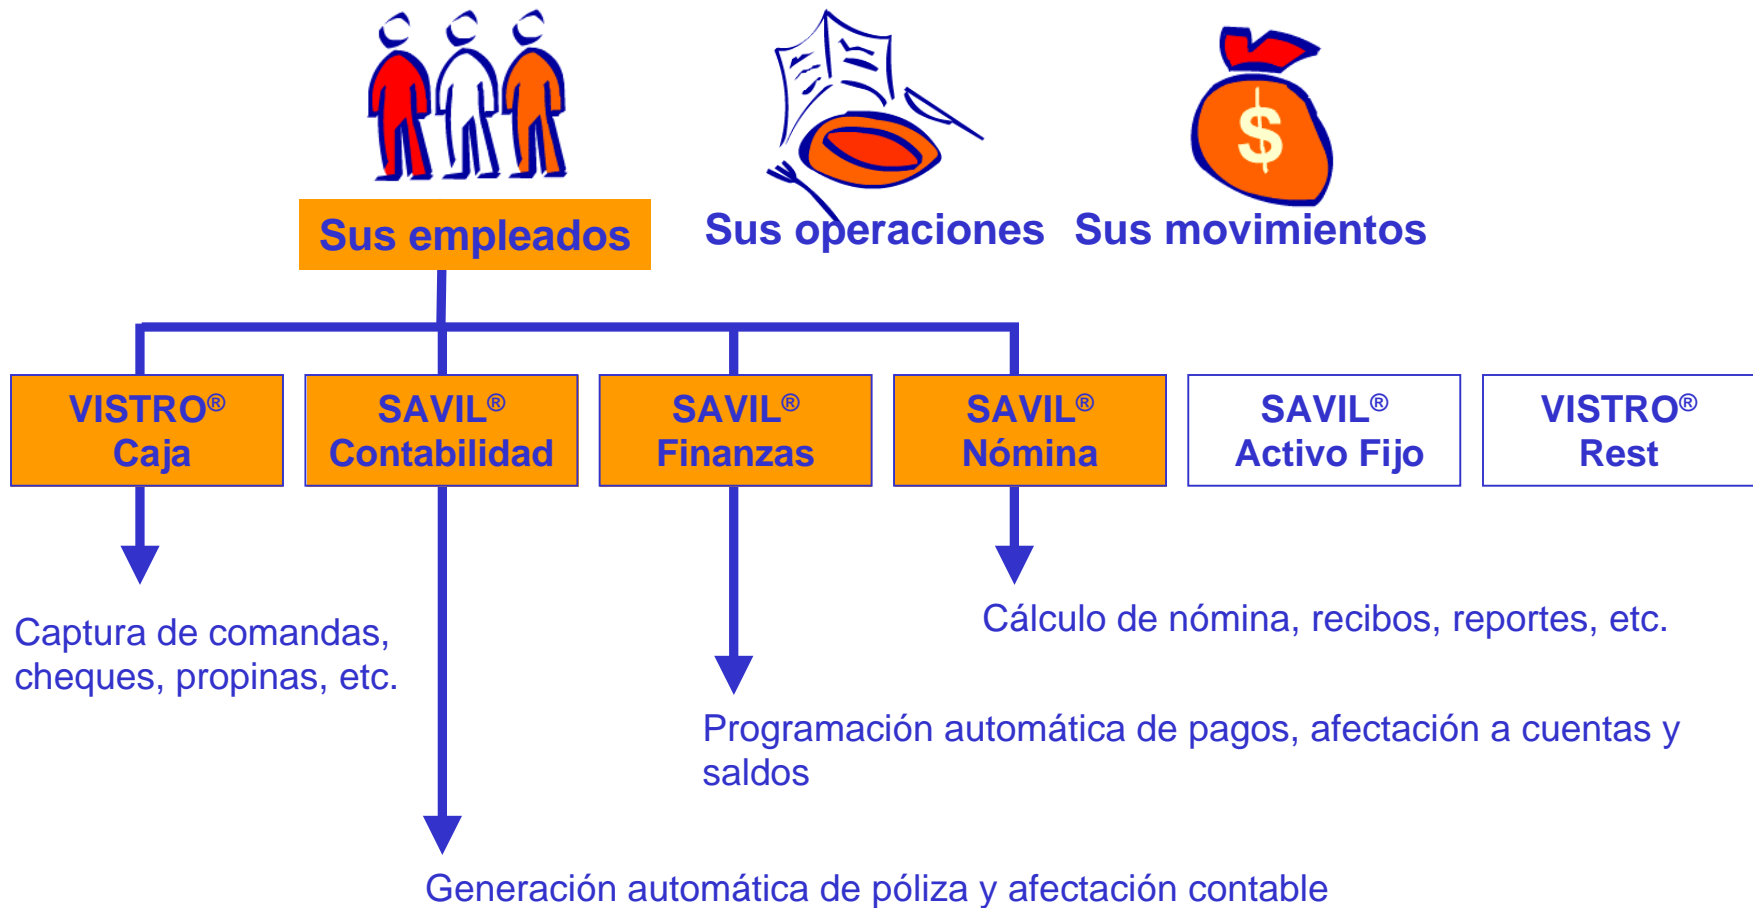 $
Sus empleados
Sus operaciones
Sus movimientos
VISTRO®
Caja
SAVIL®
Contabilidad
SAVIL®
Finanzas
SAVIL®
Nómina
SAVIL®
Activo Fijo
VISTRO®
Rest
Captura de comandas,
cheques, propinas, etc.
Cálculo de nómina, recibos, reportes, etc.
Programación automática de pagos, afectación a cuentas y
saldos
Generación automática de póliza y afectación contable